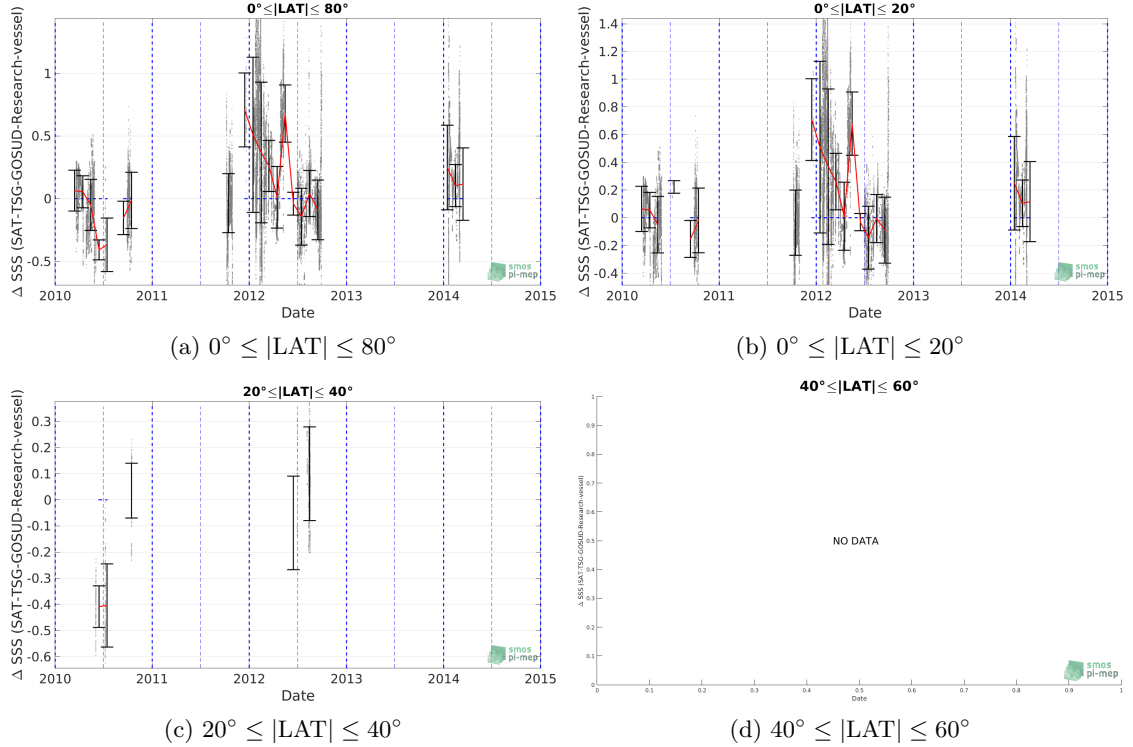 0°≤|LAT|≤ 80°
Δ SSS (SAT-TSG-GOSUD-Research-vessel)
1
0.5
0
-0.5
2010 2011 2012 2013 2014 2015
Date
smos
pi-mep
(a) 0° ≤ |LAT| ≤ 80°
0°≤|LAT|≤ 20°
Δ SSS (SAT-TSG-GOSUD-Research-vessel)
1.4
1.2
1
0.8
0.6
0.4
0.2
0
-0.2
-0.4
2010 2011 2012 2013 2014 2015
Date
smos
pi-mep
(b) 0° ≤ |LAT| ≤ 20°
20°≤|LAT|≤ 40°
Δ SSS (SAT-TSG-GOSUD-Research-vessel)
0.3
0.2
0.1
0
-0.1
-0.2
-0.3
-0.4
-0.5
-0.6
2010 2011 2012 2013 2014 2015
Date
smos
pi-mep
(c) 20° ≤ |LAT| ≤ 40°
40°≤|LAT|≤ 60°
Δ SSS (SAT-TSG-GOSUD-Research-vessel)
1
0.9
0.8
0.7
0.6
0.5
0.4
0.3
0.2
0.1
0
NO DATA
0 0.1 0.2 0.3 0.4 0.5 0.6 0.7 0.8 0.9 1
Date
smos
pi-mep
(d) 40° ≤ |LAT| ≤ 60°